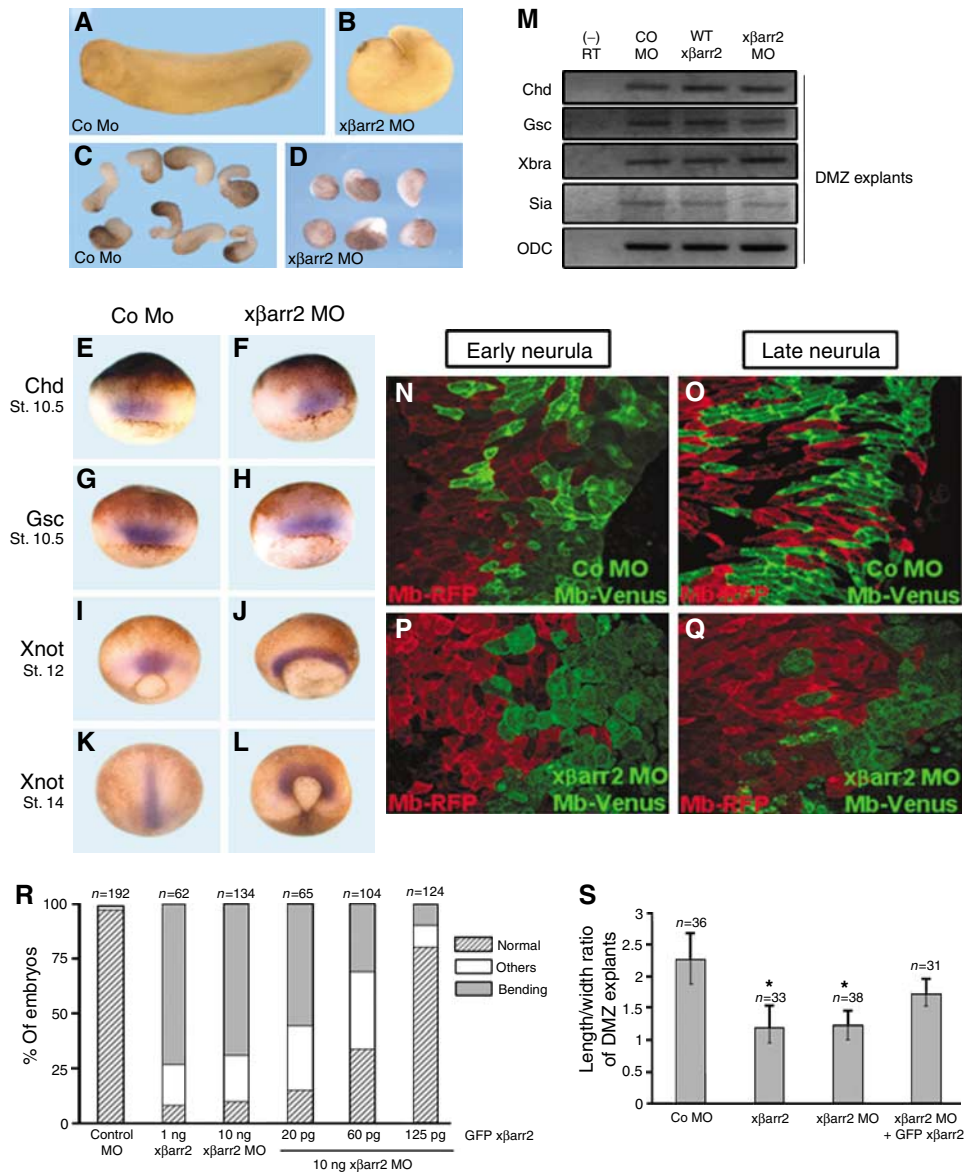 A
Co Mo
B
xβarr2 MO
C
Co Mo
D
xβarr2 MO
M
(–) RT
CO MO
WT xβarr2
xβarr2 MO
Chd
Gsc
Xbra
Sia
ODC
DMZ explants
Co Mo
xβarr2 MO
E
F
Chd
St. 10.5
G
H
Gsc
St. 10.5
I
J
Xnot
St. 12
K
L
Xnot
St. 14
Early neurula
Late neurula
N
Co MO
Mb-RFP Mb-Venus
O
Co MO
Mb-RFP Mb-Venus
P
xβarr2 MO
Mb-RFP Mb-Venus
Q
xβarr2 MO
Mb-RFP Mb-Venus
R
n=192
n=62
n=134
n=65
n=104
n=124
% Of embryos
100
75
50
25
0
Normal
Others
Bending
Control MO
1 ng xβarr2
10 ng xβarr2 MO
20 pg
60 pg
125 pg
GFP xβarr2
10 ng xβarr2 MO
S
Length/width ratio of DMZ explants
3
2.5
2
1.5
1
0.5
0
n=36
*
n=33
*
n=38
n=31
Co MO
xβarr2
xβarr2 MO
xβarr2 MO + GFP xβarr2